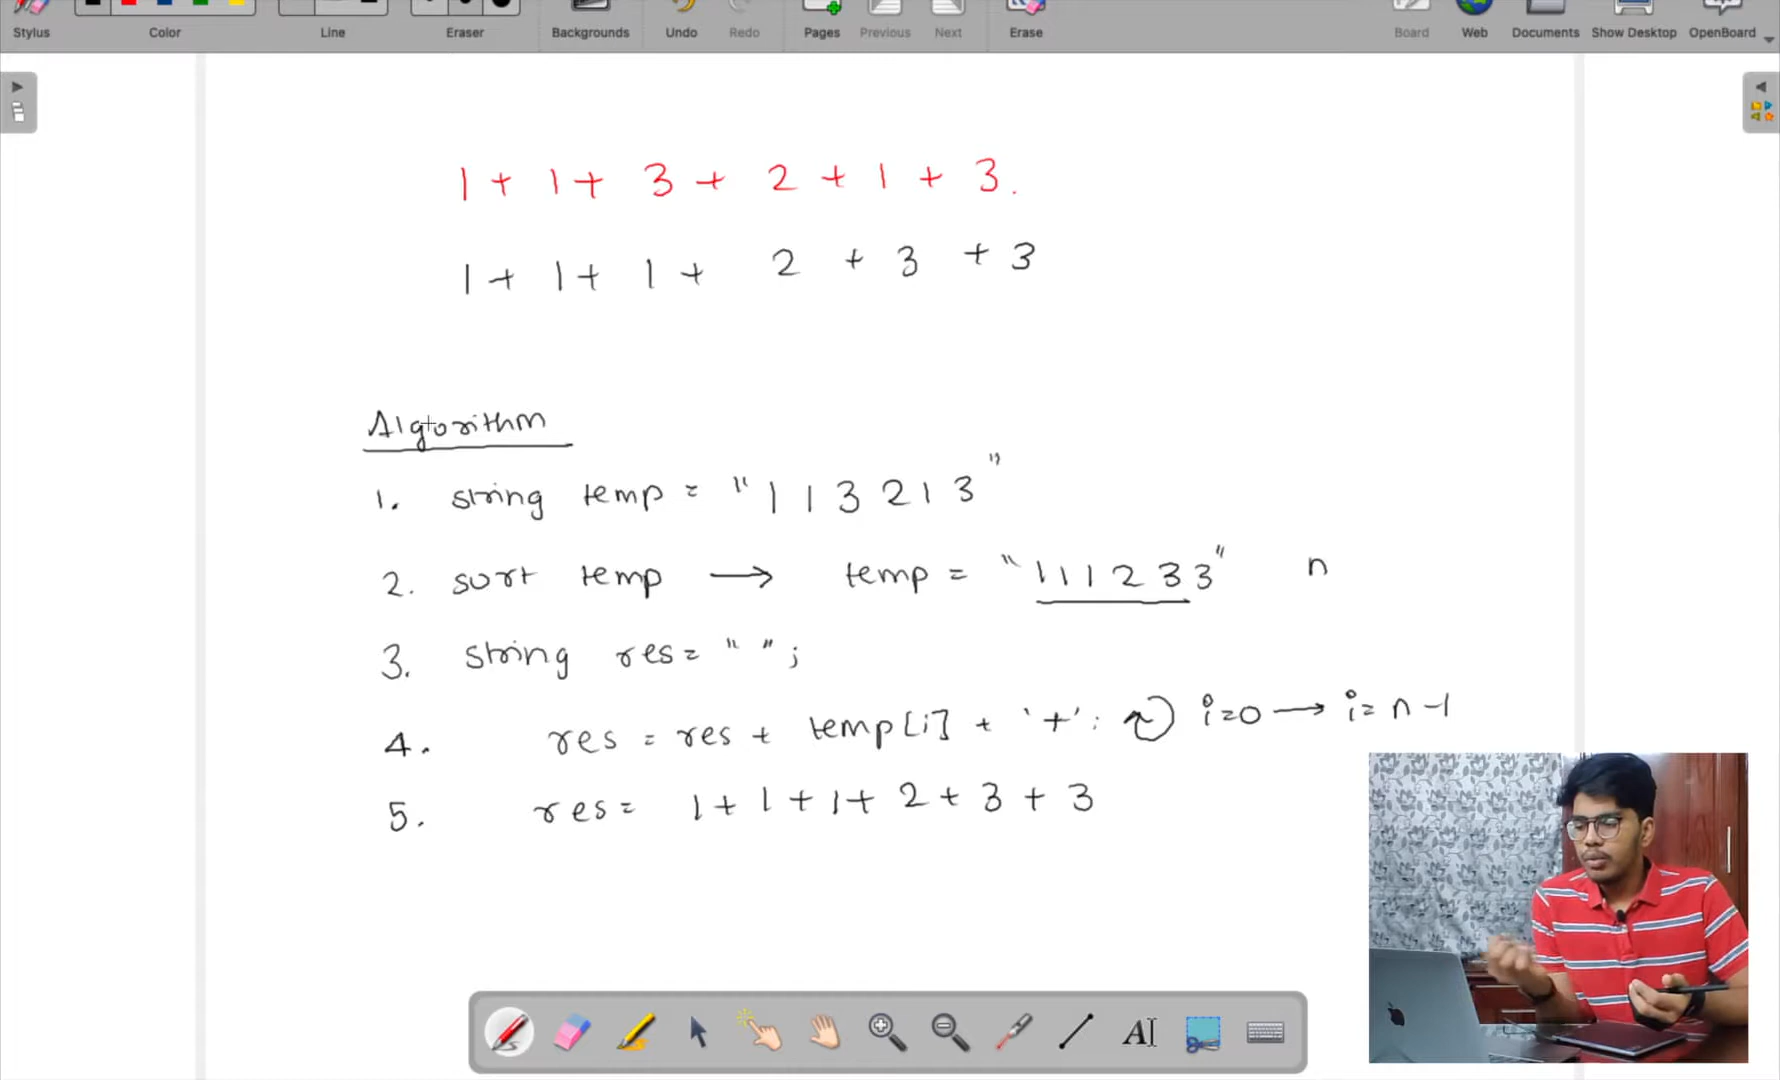 Stylus Color Line Eraser Backgrounds Undo Redo Pages Previous Next Erase Board Web Documents Show Desktop OpenBoard
1 + 1 + 3 + 2 + 1 + 3.
1 + 1 + 1 + 2 + 3 + 3
Algorithm
1. string temp = "113213"
2. sort temp → temp = "111233" n
3. string res = " ";
4. res = res + temp[i] + '+'; i=0 → i= n-1
5. res = 1 + 1 + 1 + 2 + 3 + 3
AI